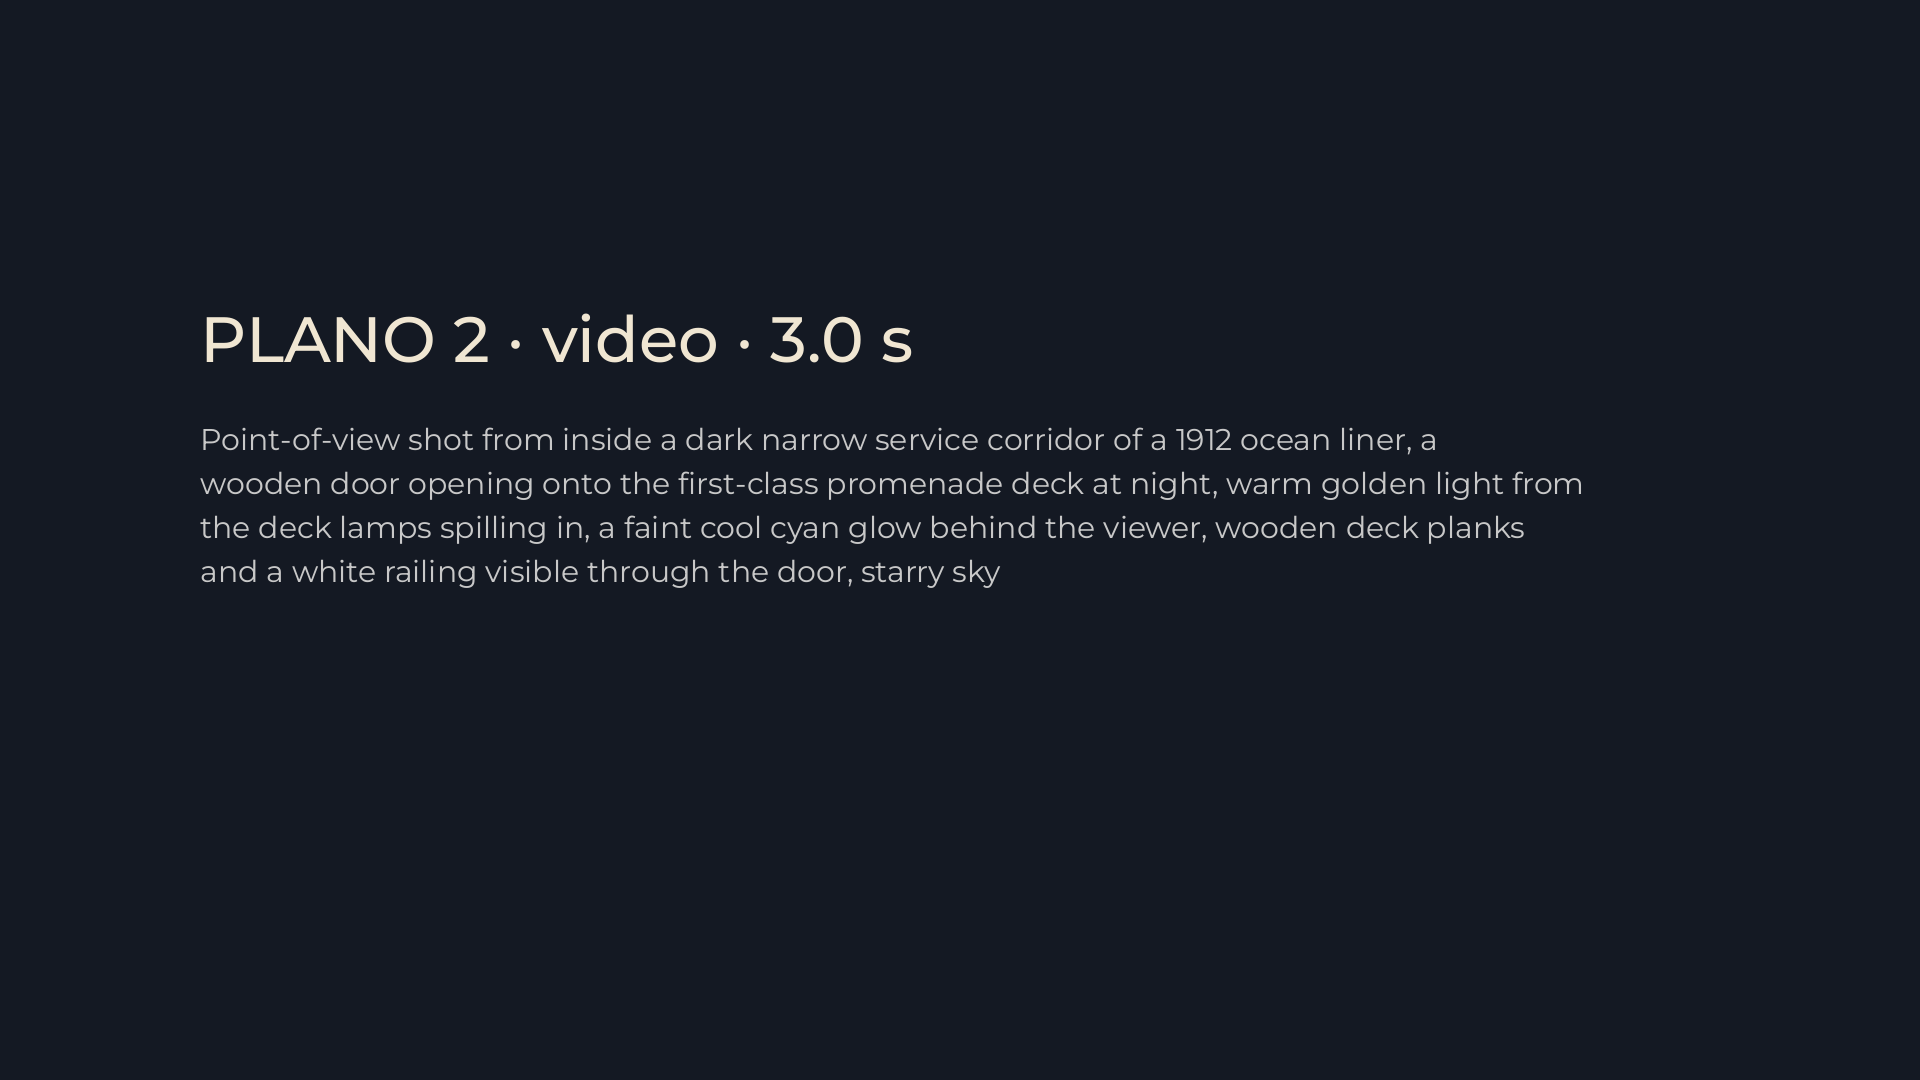 PLANO 2 · video · 3.0 s
Point-of-view shot from inside a dark narrow service corridor of a 1912 ocean liner, a
wooden door opening onto the first-class promenade deck at night, warm golden light from
the deck lamps spilling in, a faint cool cyan glow behind the viewer, wooden deck planks
and a white railing visible through the door, starry sky